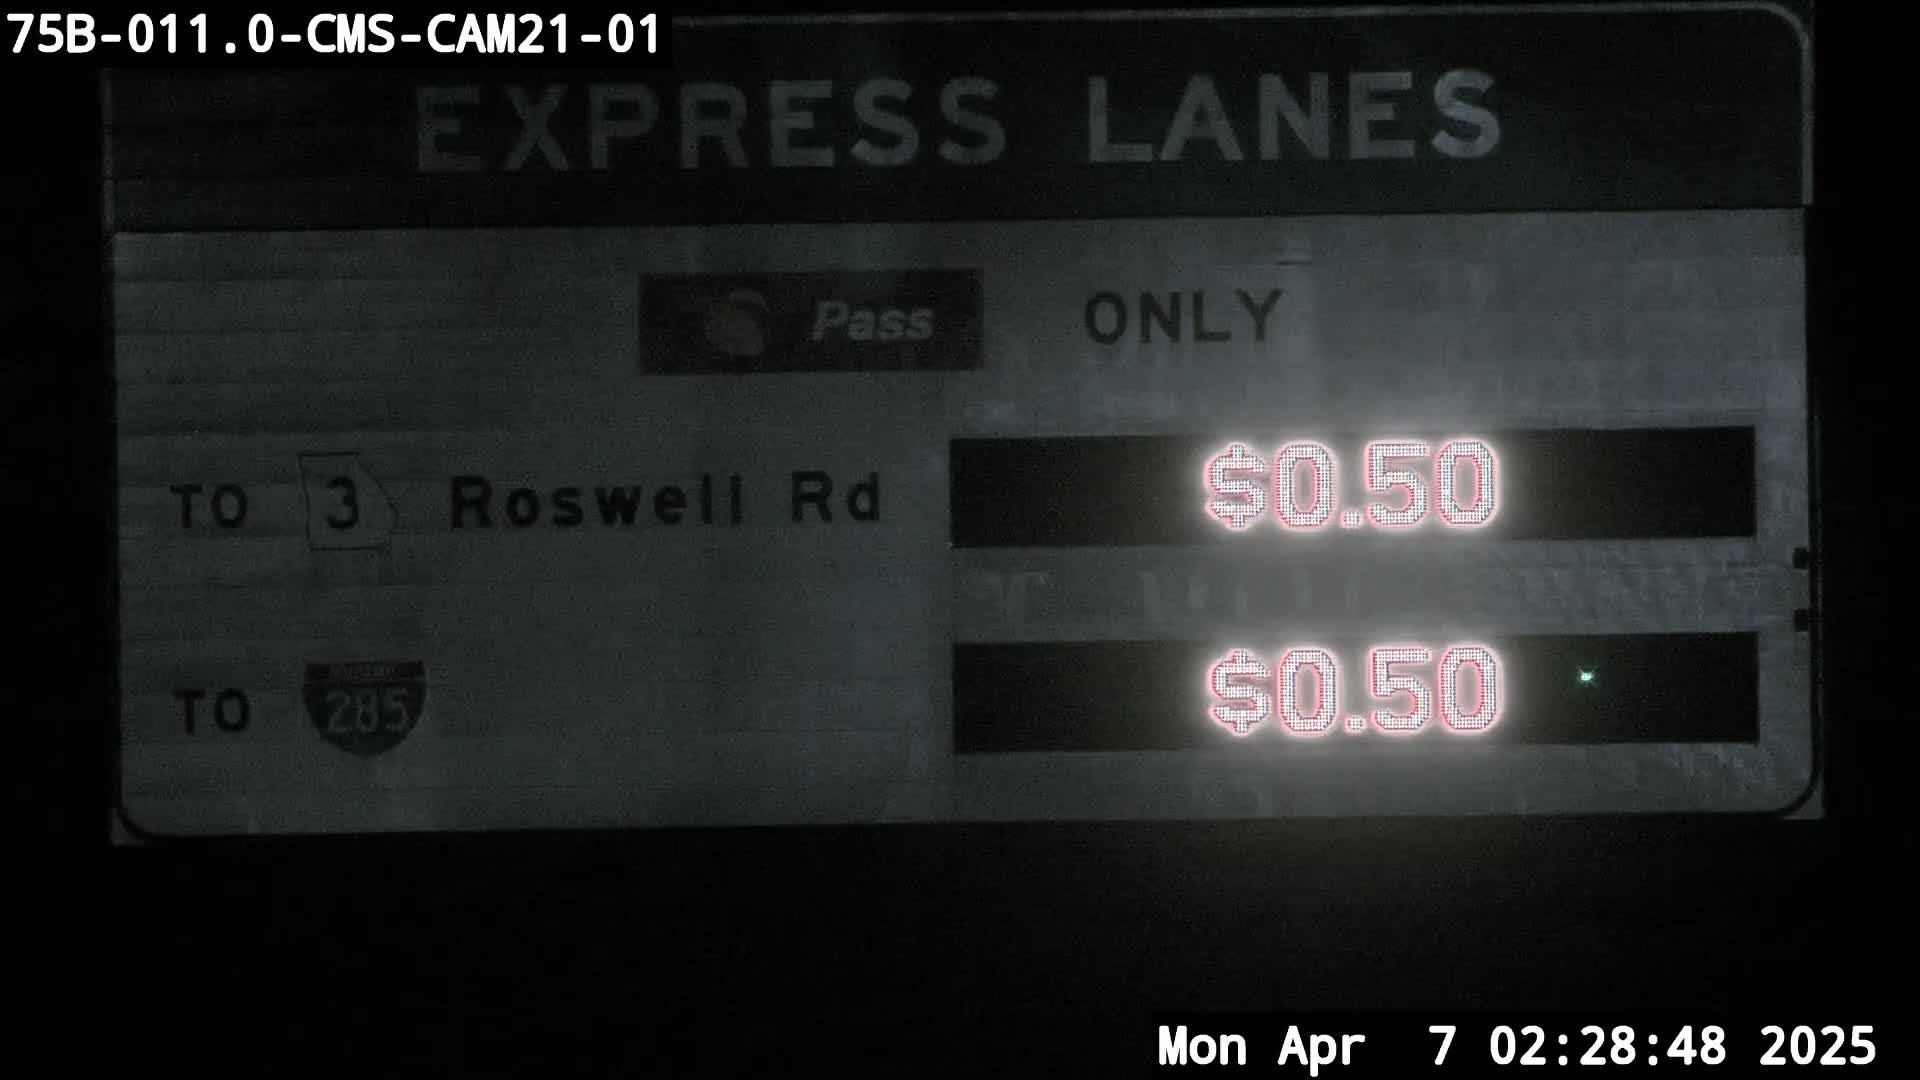 75B-011.0-CMS-CAM21-01
EXPRESS LANES
Pass ONLY
TO 3 Roswell Rd $0.50
TO 285 $0.50
Mon Apr 7 02:28:48 2025